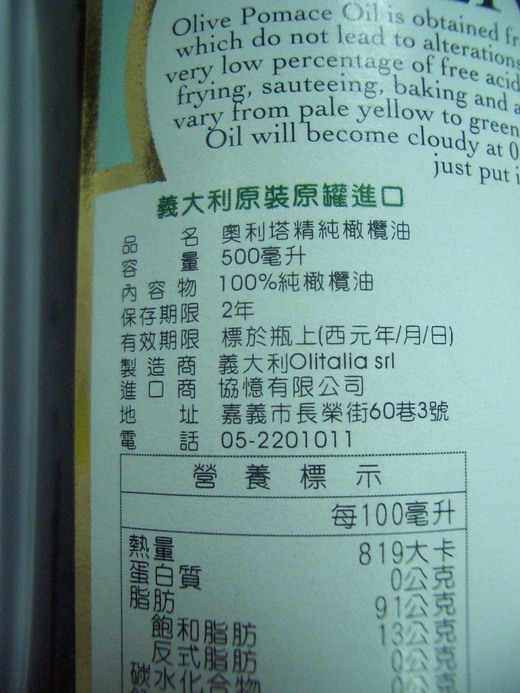 Olive Pomace Oil is obtained
which do not lead to alterations
very low percentage of free
frying, sauteeing, baking and
vary from pale yellow to green
Oil will become cloudy at
just put
義大利原裝原罐進口
品名 奧利塔精純橄欖油
容量 500毫升
內容物 100%純橄欖油
保存期限 2年
有效期限 標於瓶上(西元年/月/日)
製造商 義大利Olitalia srl
進口商 協憶有限公司
地址 嘉義市長榮街60巷3號
電話 05-2201011
營養標示
每100毫升
熱量 819大卡
蛋白質 0公克
脂肪 91公克
飽和脂肪 13公克
反式脂肪 0公克
碳水化合物 0公克